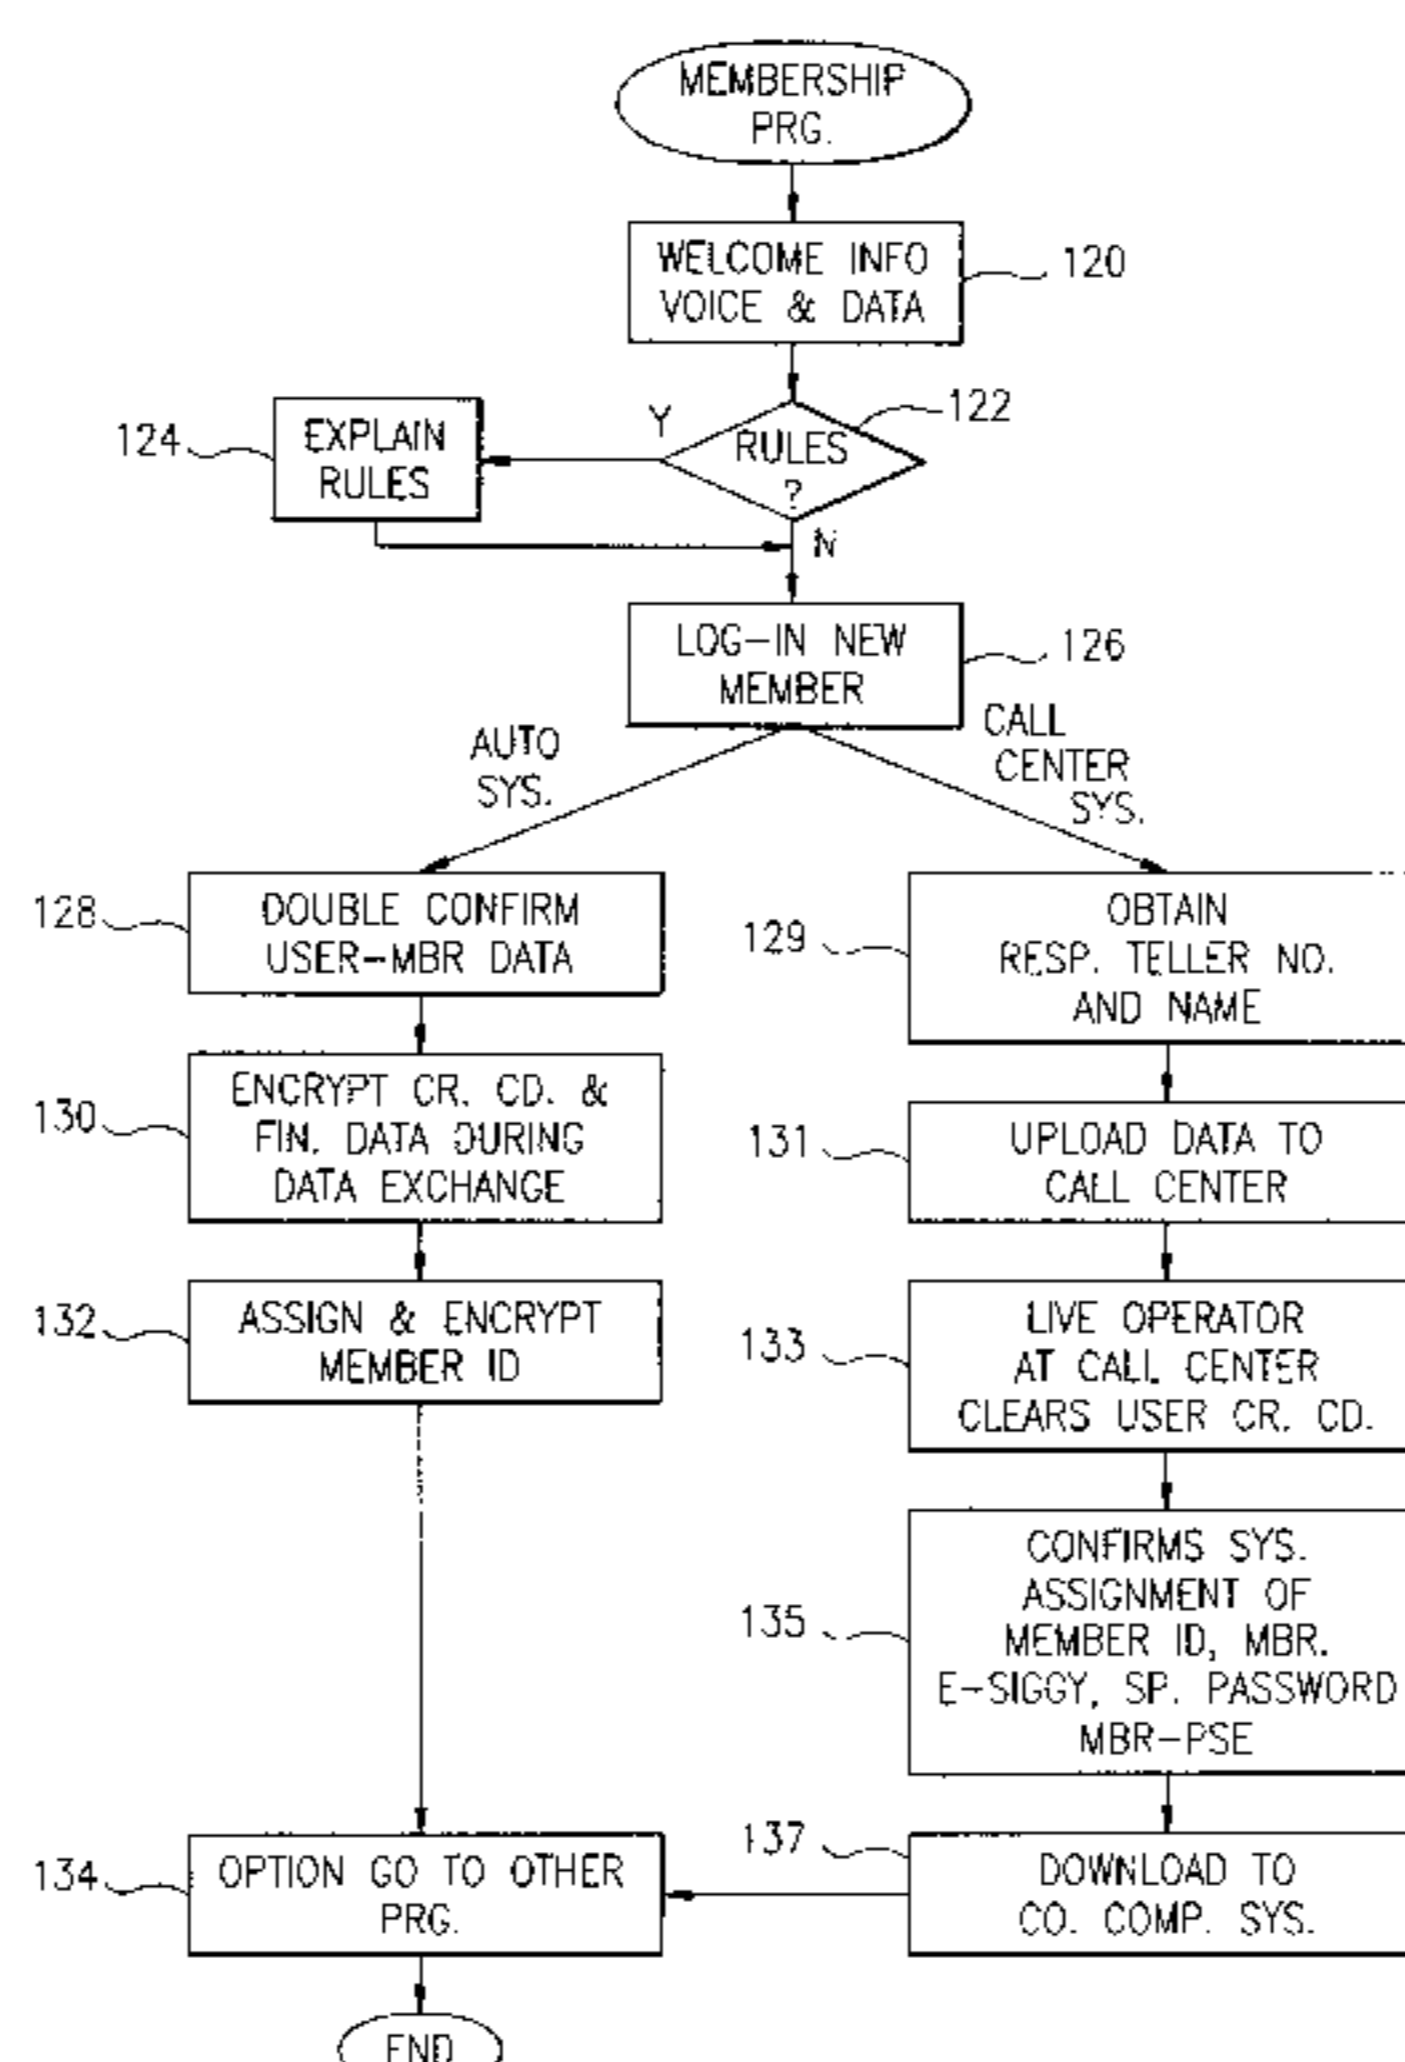 MEMBERSHIP
PRG.
WELCOME INFO
VOICE & DATA
120
RULES
?
122
Y
EXPLAIN
RULES
124
N
LOG-IN NEW
MEMBER
126
AUTO
SYS.
CALL
CENTER
SYS.
128
DOUBLE CONFIRM
USER-MBR DATA
130
ENCRYPT CR. CD. &
FIN. DATA DURING
DATA EXCHANGE
132
ASSIGN & ENCRYPT
MEMBER ID
129
OBTAIN
RESP. TELLER NO.
AND NAME
131
UPLOAD DATA TO
CALL CENTER
133
LIVE OPERATOR
AT CALL CENTER
CLEARS USER CR. CD.
135
CONFIRMS SYS.
ASSIGNMENT OF
MEMBER ID, MBR.
E-SIGGY, SP. PASSWORD
MBR-PSE
137
DOWNLOAD TO
CO. COMP. SYS.
134
OPTION GO TO OTHER
PRG.
END